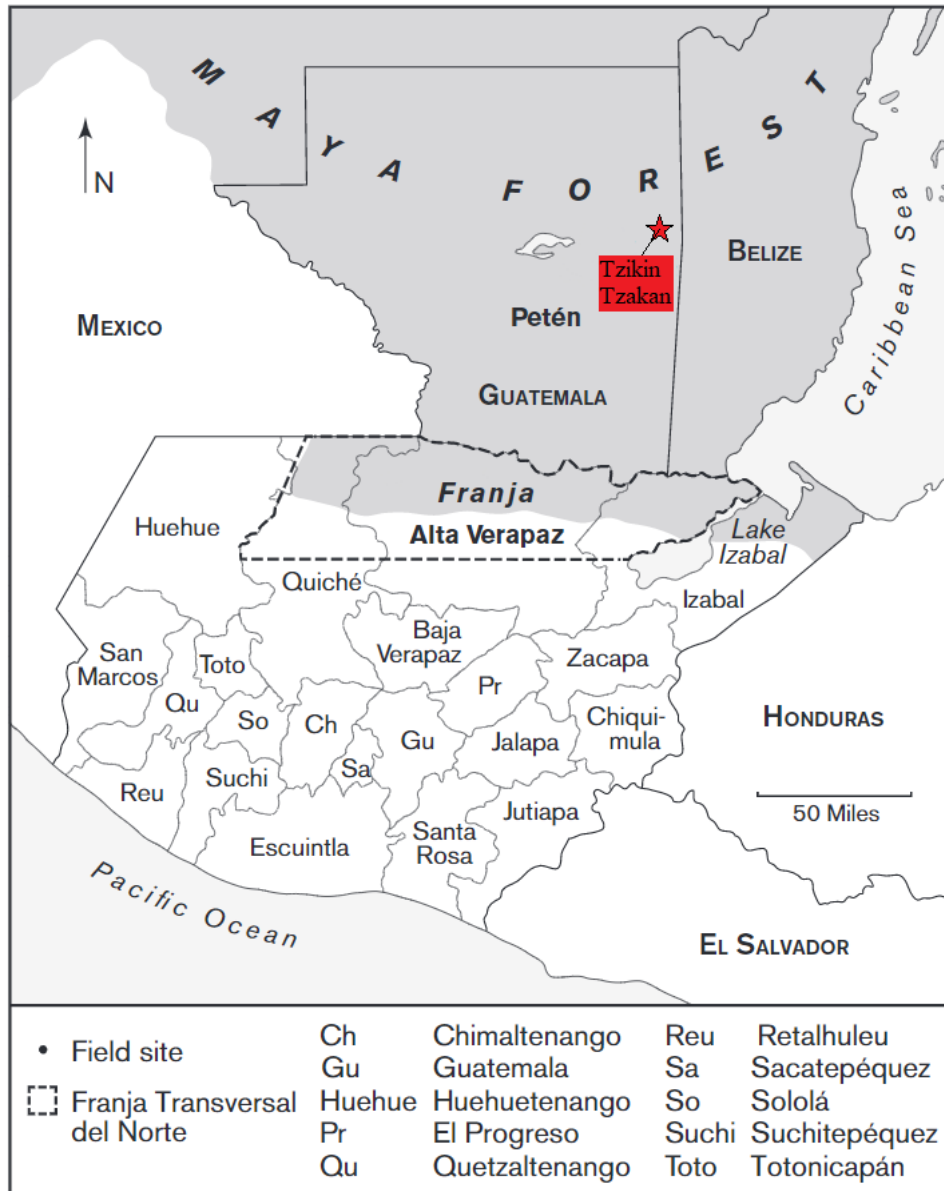 MAYA FOREST
N
Tzikin
Tzakan
BELIZE
Caribbean Sea
MEXICO
Petén
GUATEMALA
Franja
Alta Verapaz
Lake
Izabal
Huehue
Quiché
Izabal
Baja
Verapaz
San
Marcos
Toto
Zacapa
Pr
Qu
So
Ch
Gu
Jalapa
Chiqui-
mula
HONDURAS
Reu
Suchi
Sa
50 Miles
Jutiapa
Escuintla
Santa
Rosa
Pacific Ocean
EL SALVADOR
Field site
Franja Transversal
del Norte
Ch Chimaltenango
Gu Guatemala
Huehue Huehuetenango
Pr El Progreso
Qu Quetzaltenango
Reu Retalhuleu
Sa Sacatepéquez
So Sololá
Suchi Suchitepéquez
Toto Totonicapán